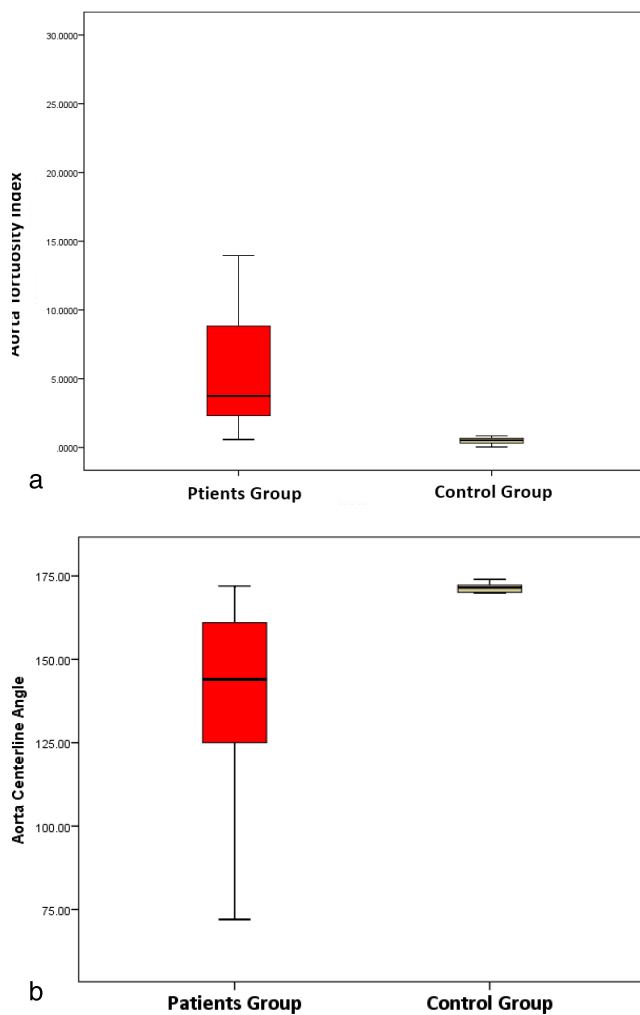 30.0000
25.0000
20.0000
15.0000
10.0000
5.0000
.0000
Aorta Tortuosity Index
a
Ptients Group Control Group
175.00
150.00
125.00
100.00
75.00
Aorta Centerline Angle
b
Patients Group Control Group